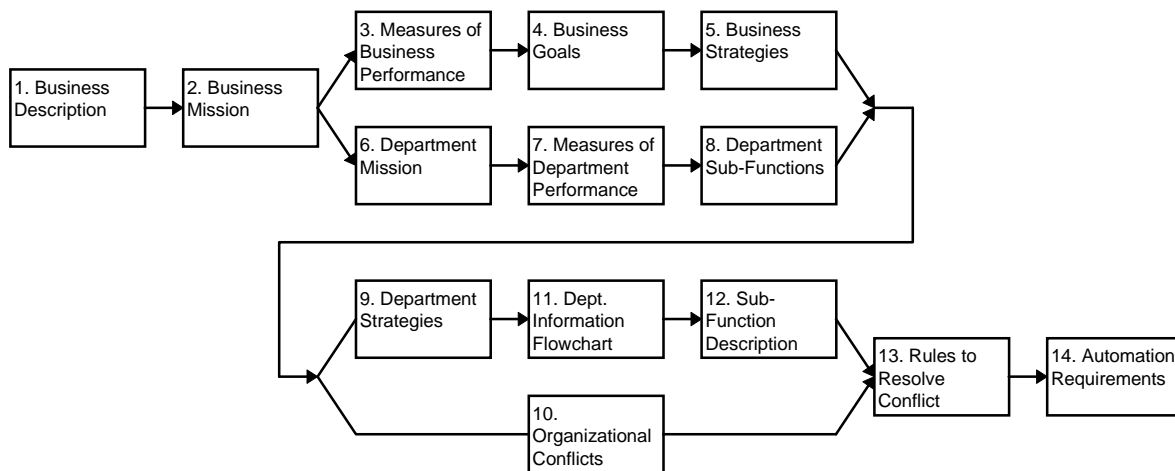 1. Business
Description
2. Business
Mission
3. Measures of
Business
Performance
4. Business
Goals
5. Business
Strategies
6. Department
Mission
7. Measures of
Department
Performance
8. Department
Sub-Functions
9. Department
Strategies
11. Dept.
Information
Flowchart
12. Sub-
Function
Description
10.
Organizational
Conflicts
13. Rules to
Resolve
Conflict
14. Automation
Requirements